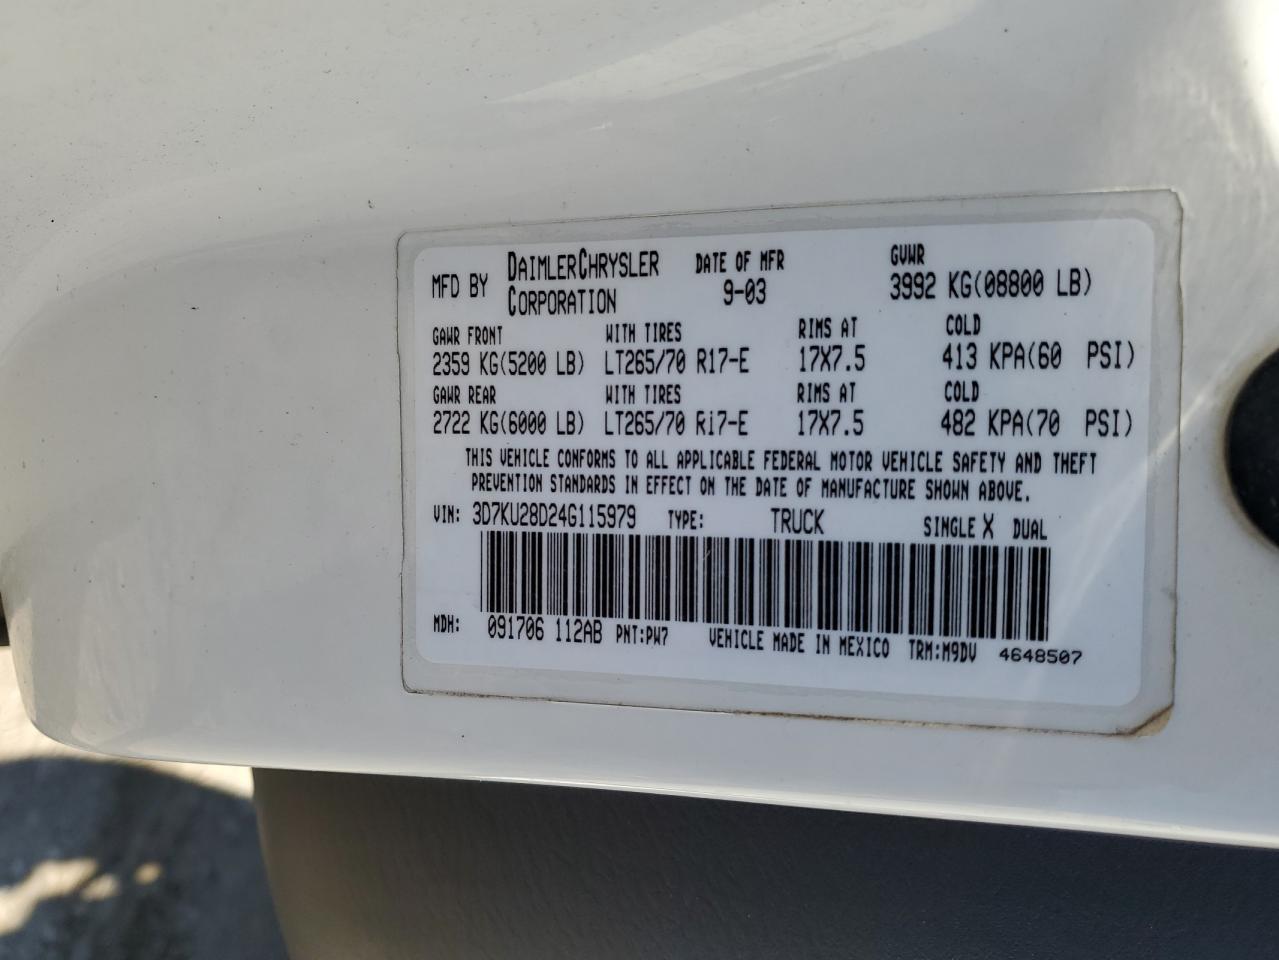 MFD BY DAIMLERCHRYSLER CORPORATION DATE OF MFR 9-03 GVWR 3992 KG(08800 LB)
GAWR FRONT WITH TIRES RIMS AT COLD
2359 KG(5200 LB) LT265/70 R17-E 17X7.5 413 KPA(60 PSI)
GAWR REAR WITH TIRES RIMS AT COLD
2722 KG(6000 LB) LT265/70 R17-E 17X7.5 482 KPA(70 PSI)
THIS VEHICLE CONFORMS TO ALL APPLICABLE FEDERAL MOTOR VEHICLE SAFETY AND THEFT
PREVENTION STANDARDS IN EFFECT ON THE DATE OF MANUFACTURE SHOWN ABOVE.
VIN: 3D7KU28D24G115979 TYPE: TRUCK SINGLE X DUAL
MDH: 091706 112AB PNT:PW7 VEHICLE MADE IN MEXICO TRM:M9DV 4648507